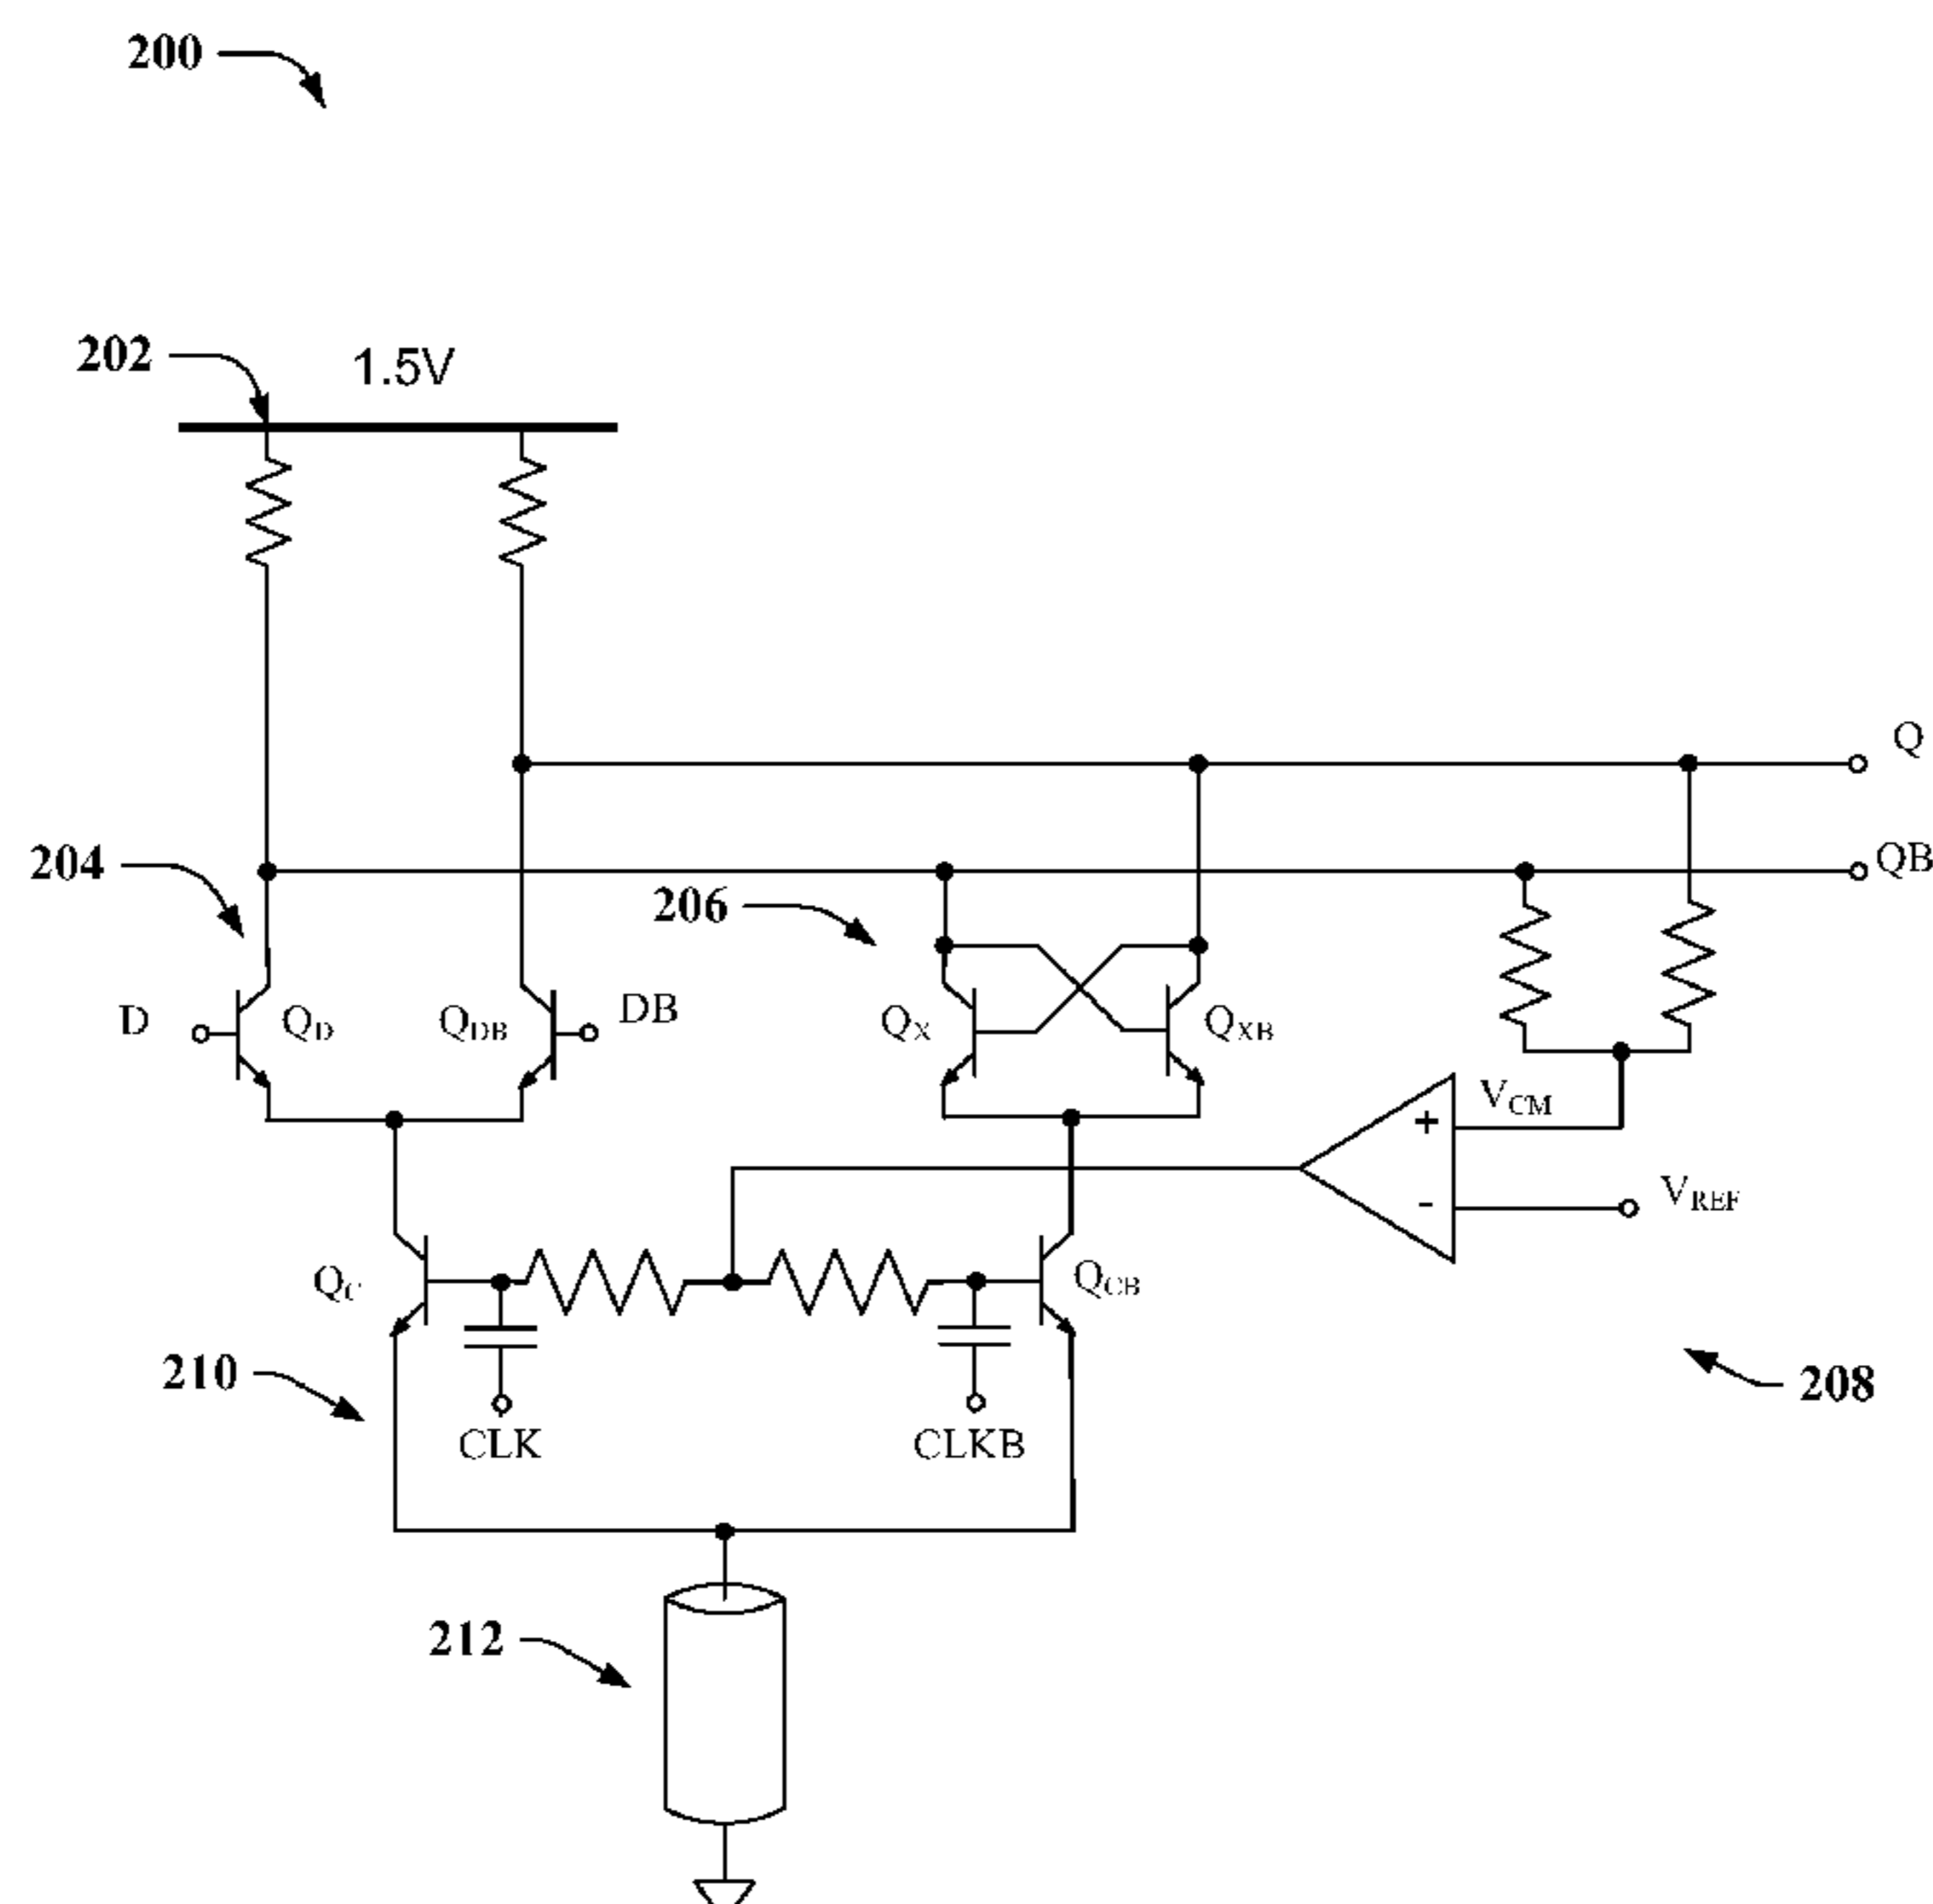 200
202
1.5V
Q
204
QB
206
D
QD
QDB
DB
QX
QXB
VCM
+
VREF
-
QC
QCB
210
CLK
CLKB
208
212